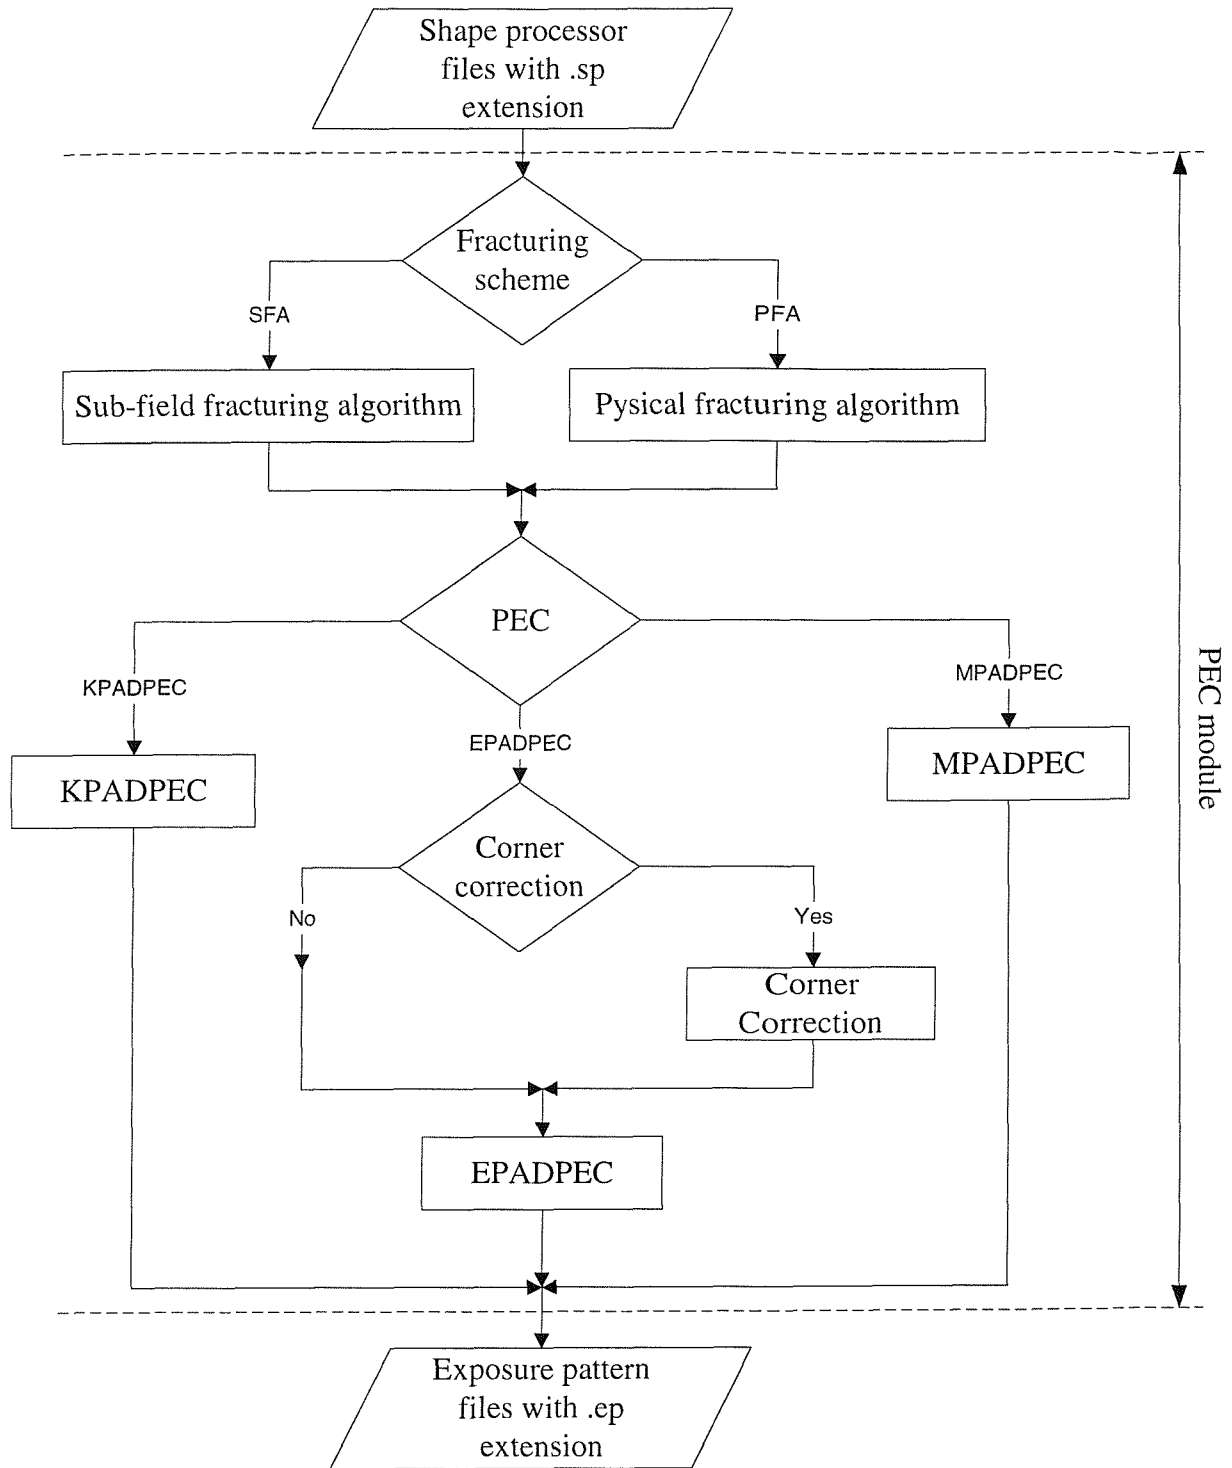 Shape processor
files with .sp
extension
Fracturing
scheme
SFA
PFA
Sub-field fracturing algorithm
Pysical fracturing algorithm
PEC
KPADPEC
MPADPEC
EPADPEC
KPADPEC
MPADPEC
PEC module
Corner
correction
No
Yes
Corner
Correction
EPADPEC
Exposure pattern
files with .ep
extension